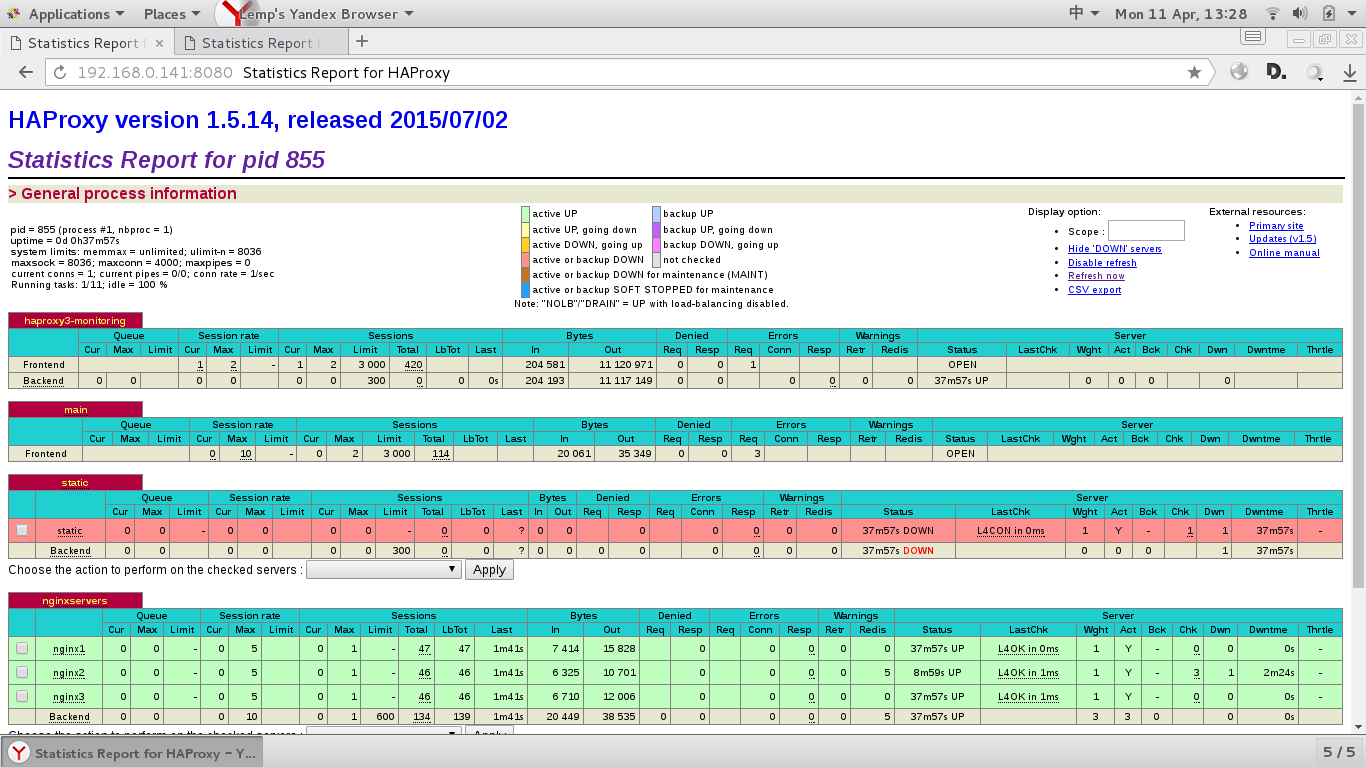 Applications Places Lemp's Yandex Browser 中 Mon 11 Apr, 13:28
Statistics Report f Statistics Report f
192.168.0.141:8080 Statistics Report for HAProxy D.
HAProxy version 1.5.14, released 2015/07/02
Statistics Report for pid 855
> General process information
pid = 855 (process #1, nbproc = 1)
uptime = 0d 0h37m57s
system limits: memmax = unlimited; ulimit-n = 8036
maxsock = 8036; maxconn = 4000; maxpipes = 0
current conns = 1; current pipes = 0/0; conn rate = 1/sec
Running tasks: 1/11; idle = 100 %
active UP backup UP
active UP, going down backup UP, going down
active DOWN, going up backup DOWN, going up
active or backup DOWN not checked
active or backup DOWN for maintenance (MAINT)
active or backup SOFT STOPPED for maintenance
Note: "NOLB"/"DRAIN" = UP with load-balancing disabled.
Display option:
Scope :
Hide 'DOWN' servers
Disable refresh
Refresh now
CSV export
External resources:
Primary site
Updates (v1.5)
Online manual
haproxy3-monitoring
Queue Session rate Sessions Bytes Denied Errors Warnings Server
Cur Max Limit Cur Max Limit Cur Max Limit Total LbTot Last In Out Req Resp Req Conn Resp Retr Redis Status LastChk Wght Act Bck Chk Dwn Dwntme Thrtle
Frontend 1 2 - 1 2 3 000 420 204 581 11 120 971 0 0 1 OPEN
Backend 0 0 0 0 0 0 300 0 0 0s 204 193 11 117 149 0 0 0 0 0 0 37m57s UP 0 0 0 0
main
Queue Session rate Sessions Bytes Denied Errors Warnings Server
Cur Max Limit Cur Max Limit Cur Max Limit Total LbTot Last In Out Req Resp Req Conn Resp Retr Redis Status LastChk Wght Act Bck Chk Dwn Dwntme Thrtle
Frontend 0 10 - 0 2 3 000 114 20 061 35 349 0 0 3 OPEN
static
Queue Session rate Sessions Bytes Denied Errors Warnings Server
Cur Max Limit Cur Max Limit Cur Max Limit Total LbTot Last In Out Req Resp Req Conn Resp Retr Redis Status LastChk Wght Act Bck Chk Dwn Dwntme Thrtle
static 0 0 - 0 0 0 0 - 0 0 ? 0 0 0 0 0 0 0 37m57s DOWN L4CON in 0ms 1 Y - 1 1 37m57s -
Backend 0 0 0 0 0 0 300 0 0 ? 0 0 0 0 0 0 0 0 37m57s DOWN 0 0 0 1 37m57s
Choose the action to perform on the checked servers : Apply
nginxservers
Queue Session rate Sessions Bytes Denied Errors Warnings Server
Cur Max Limit Cur Max Limit Cur Max Limit Total LbTot Last In Out Req Resp Req Conn Resp Retr Redis Status LastChk Wght Act Bck Chk Dwn Dwntme Thrtle
nginx1 0 0 - 0 5 0 1 - 47 47 1m41s 7 414 15 828 0 0 0 0 0 37m57s UP L4OK in 0ms 1 Y - 0 0 0s -
nginx2 0 0 - 0 5 0 1 - 46 46 1m41s 6 325 10 701 0 0 0 0 5 8m59s UP L4OK in 1ms 1 Y - 3 1 2m24s -
nginx3 0 0 - 0 5 0 1 - 46 46 1m41s 6 710 12 006 0 0 0 0 0 37m57s UP L4OK in 1ms 1 Y - 0 0 0s -
Backend 0 0 0 10 0 1 600 134 139 1m41s 20 449 38 535 0 0 0 0 0 5 37m57s UP 3 3 0 0 0s
Choose the action to perform on the checked servers : Apply
Statistics Report for HAProxy – Y... 5 / 5